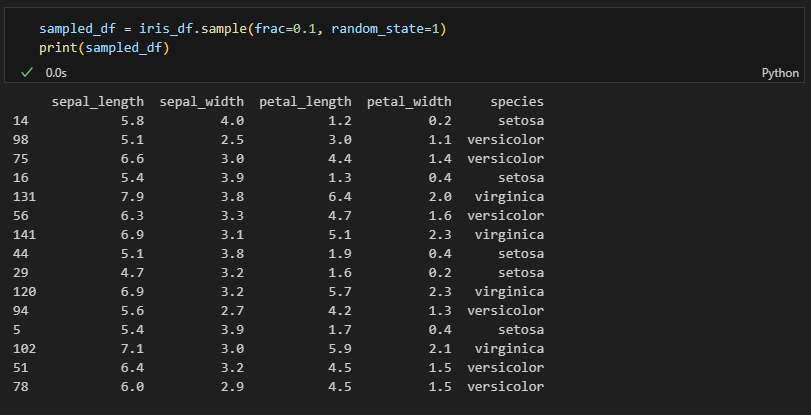 sampled_df = iris_df.sample(frac=0.1, random_state=1)
print(sampled_df)
✓ 0.0s Python
sepal_length sepal_width petal_length petal_width species
14 5.8 4.0 1.2 0.2 setosa
98 5.1 2.5 3.0 1.1 versicolor
75 6.6 3.0 4.4 1.4 versicolor
16 5.4 3.9 1.3 0.4 setosa
131 7.9 3.8 6.4 2.0 virginica
56 6.3 3.3 4.7 1.6 versicolor
141 6.9 3.1 5.1 2.3 virginica
44 5.1 3.8 1.9 0.4 setosa
29 4.7 3.2 1.6 0.2 setosa
120 6.9 3.2 5.7 2.3 virginica
94 5.6 2.7 4.2 1.3 versicolor
5 5.4 3.9 1.7 0.4 setosa
102 7.1 3.0 5.9 2.1 virginica
51 6.4 3.2 4.5 1.5 versicolor
78 6.0 2.9 4.5 1.5 versicolor